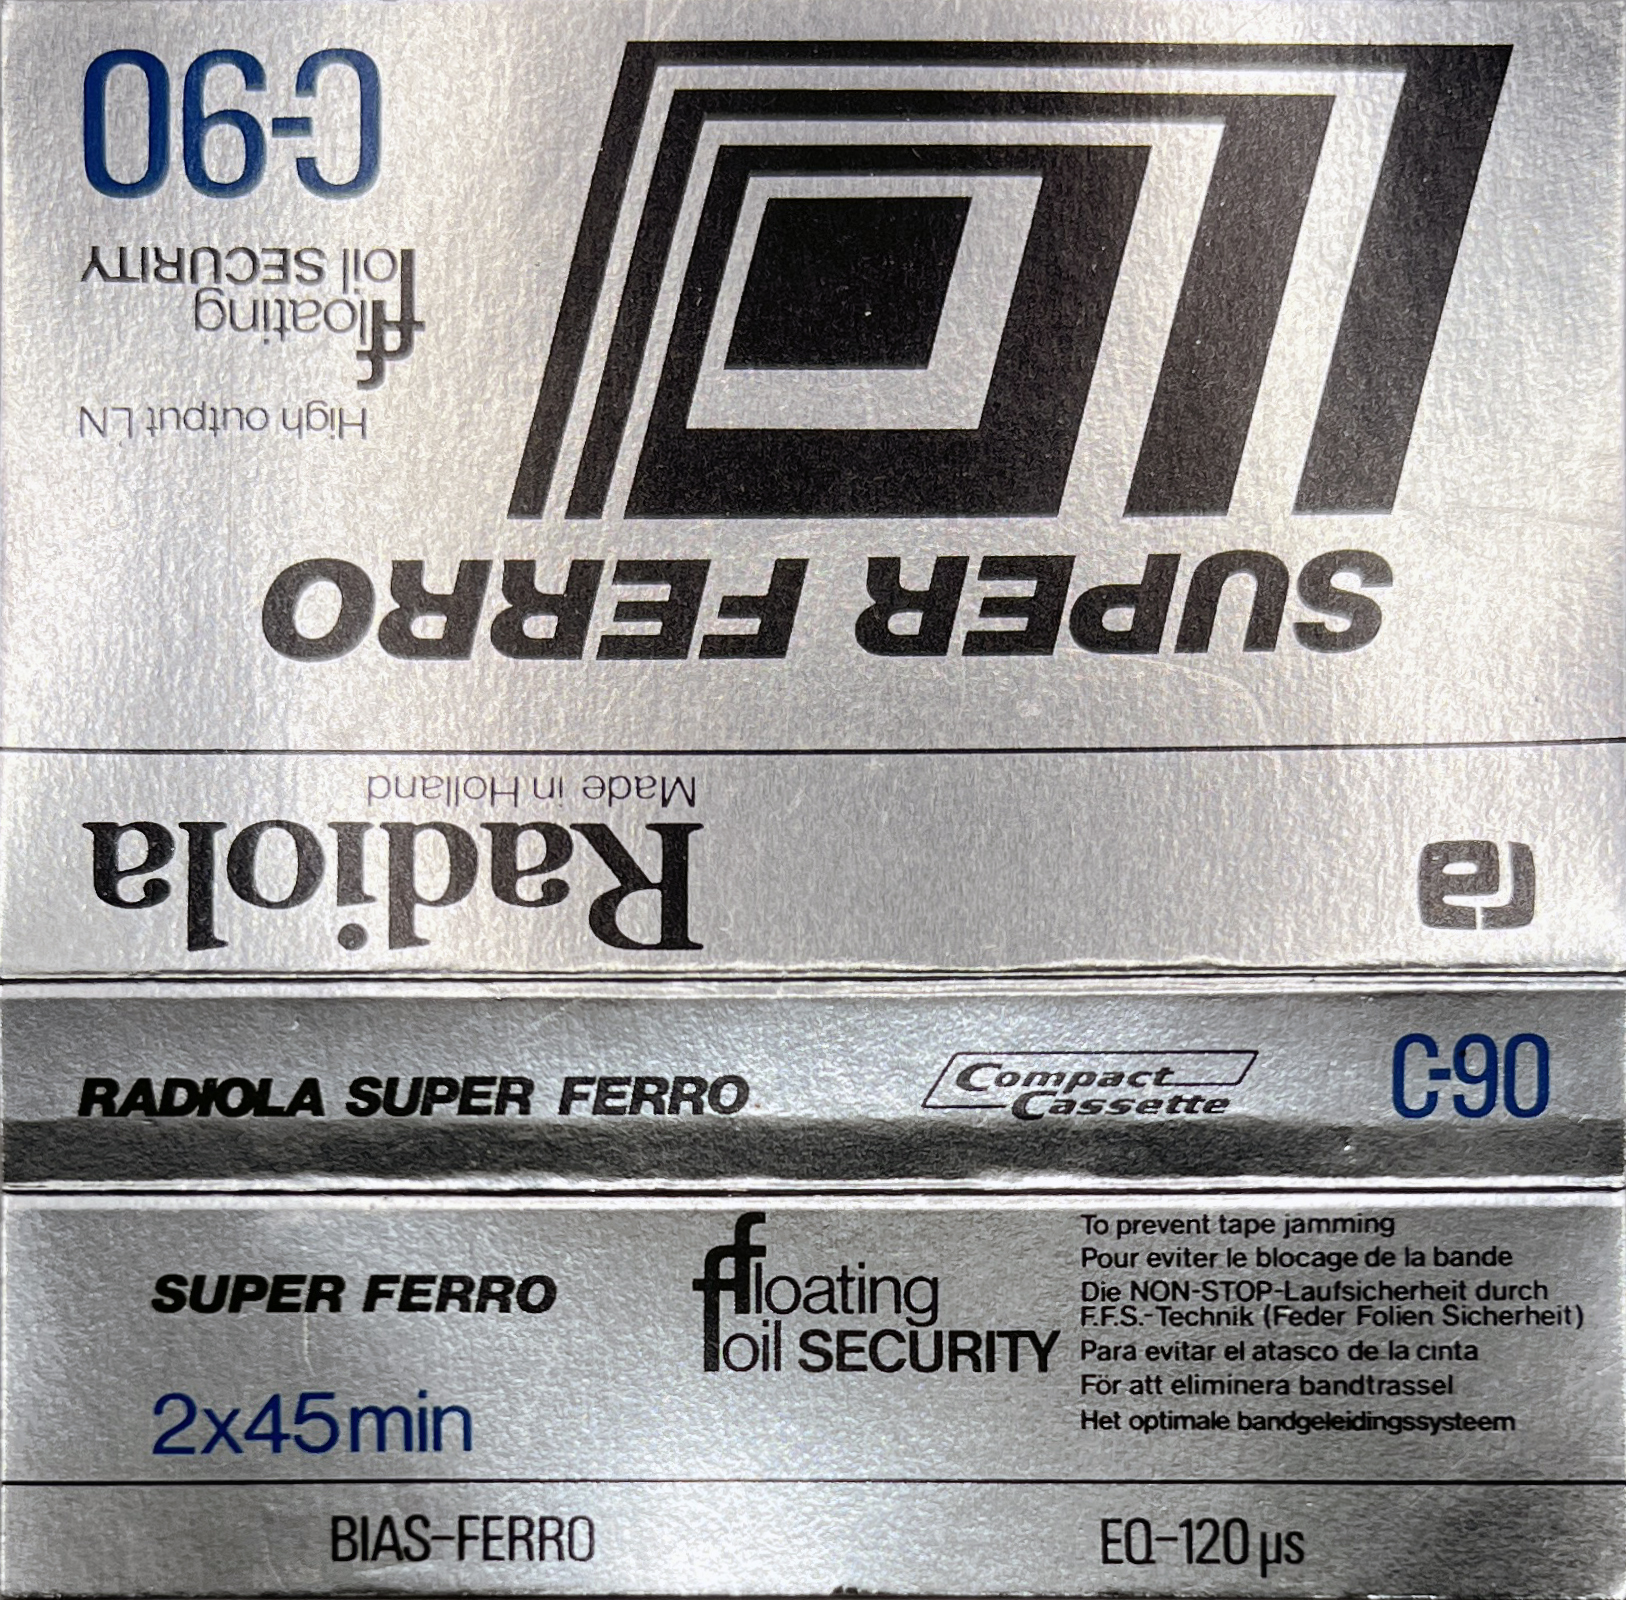 C-90
floating
foil SECURITY
High output LN
SUPER FERRO
Made in Holland
Radiola
ra
RADIOLA SUPER FERRO
Compact
Cassette
C-90
SUPER FERRO
2x45min
floating
foil SECURITY
To prevent tape jamming
Pour eviter le blocage de la bande
Die NON-STOP-Laufsicherheit durch
F.F.S.-Technik (Feder Folien Sicherheit)
Para evitar el atasco de la cinta
För att eliminera bandtrassel
Het optimale bandgeleidingssysteem
BIAS-FERRO
EQ-120 µs